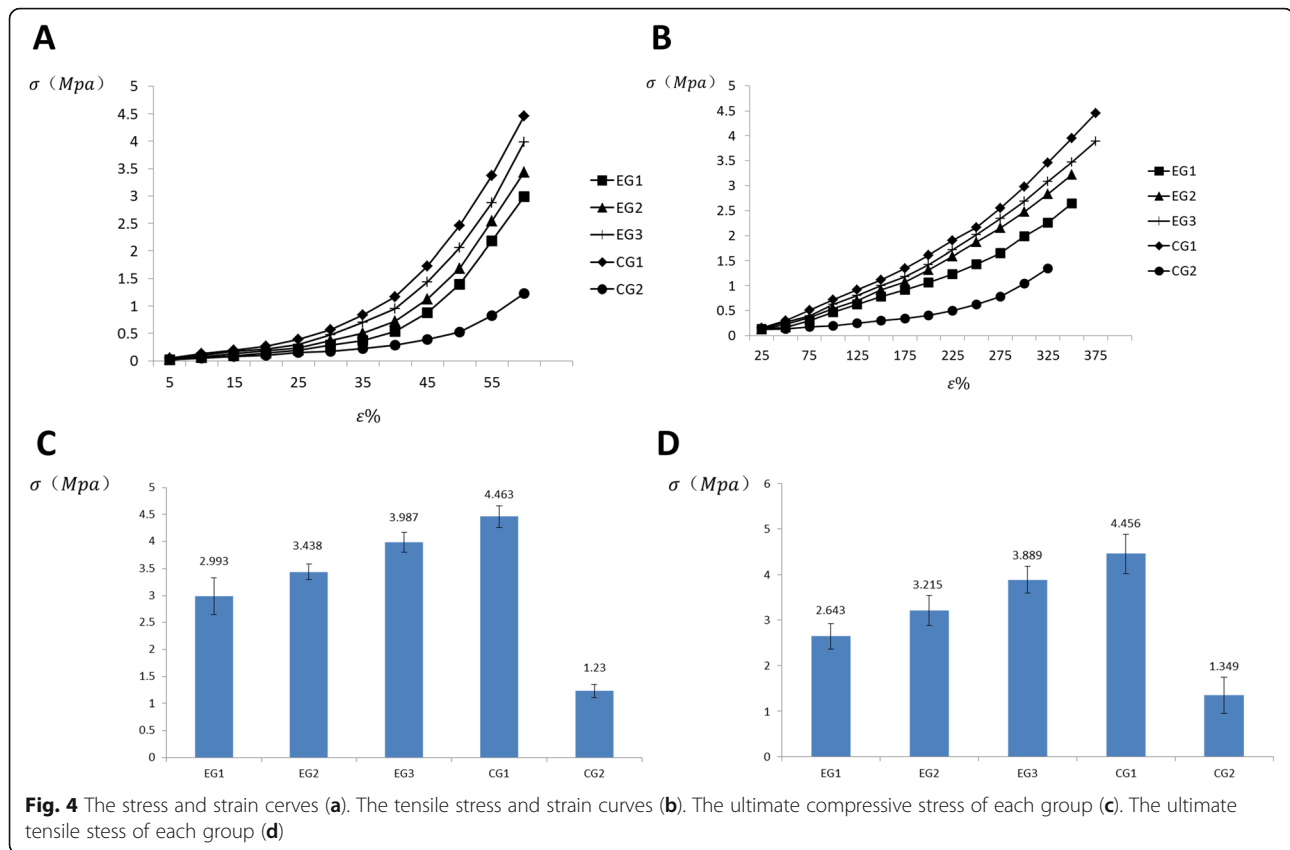 A
σ （Mpa）
5
4.5
4
3.5
3
2.5
2
1.5
1
0.5
0
5 15 25 35 45 55
ε%
EG1
EG2
EG3
CG1
CG2
B
σ （Mpa）
5
4.5
4
3.5
3
2.5
2
1.5
1
0.5
0
25 75 125 175 225 275 325 375
ε%
EG1
EG2
EG3
CG1
CG2
C
σ （Mpa）
5
4.5
4
3.5
3
2.5
2
1.5
1
0.5
0
2.993
3.438
3.987
4.463
1.23
EG1 EG2 EG3 CG1 CG2
D
σ （Mpa）
6
5
4
3
2
1
0
2.643
3.215
3.889
4.456
1.349
EG1 EG2 EG3 CG1 CG2
Fig. 4 The stress and strain cerves (a). The tensile stress and strain curves (b). The ultimate compressive stress of each group (c). The ultimate
tensile stess of each group (d)